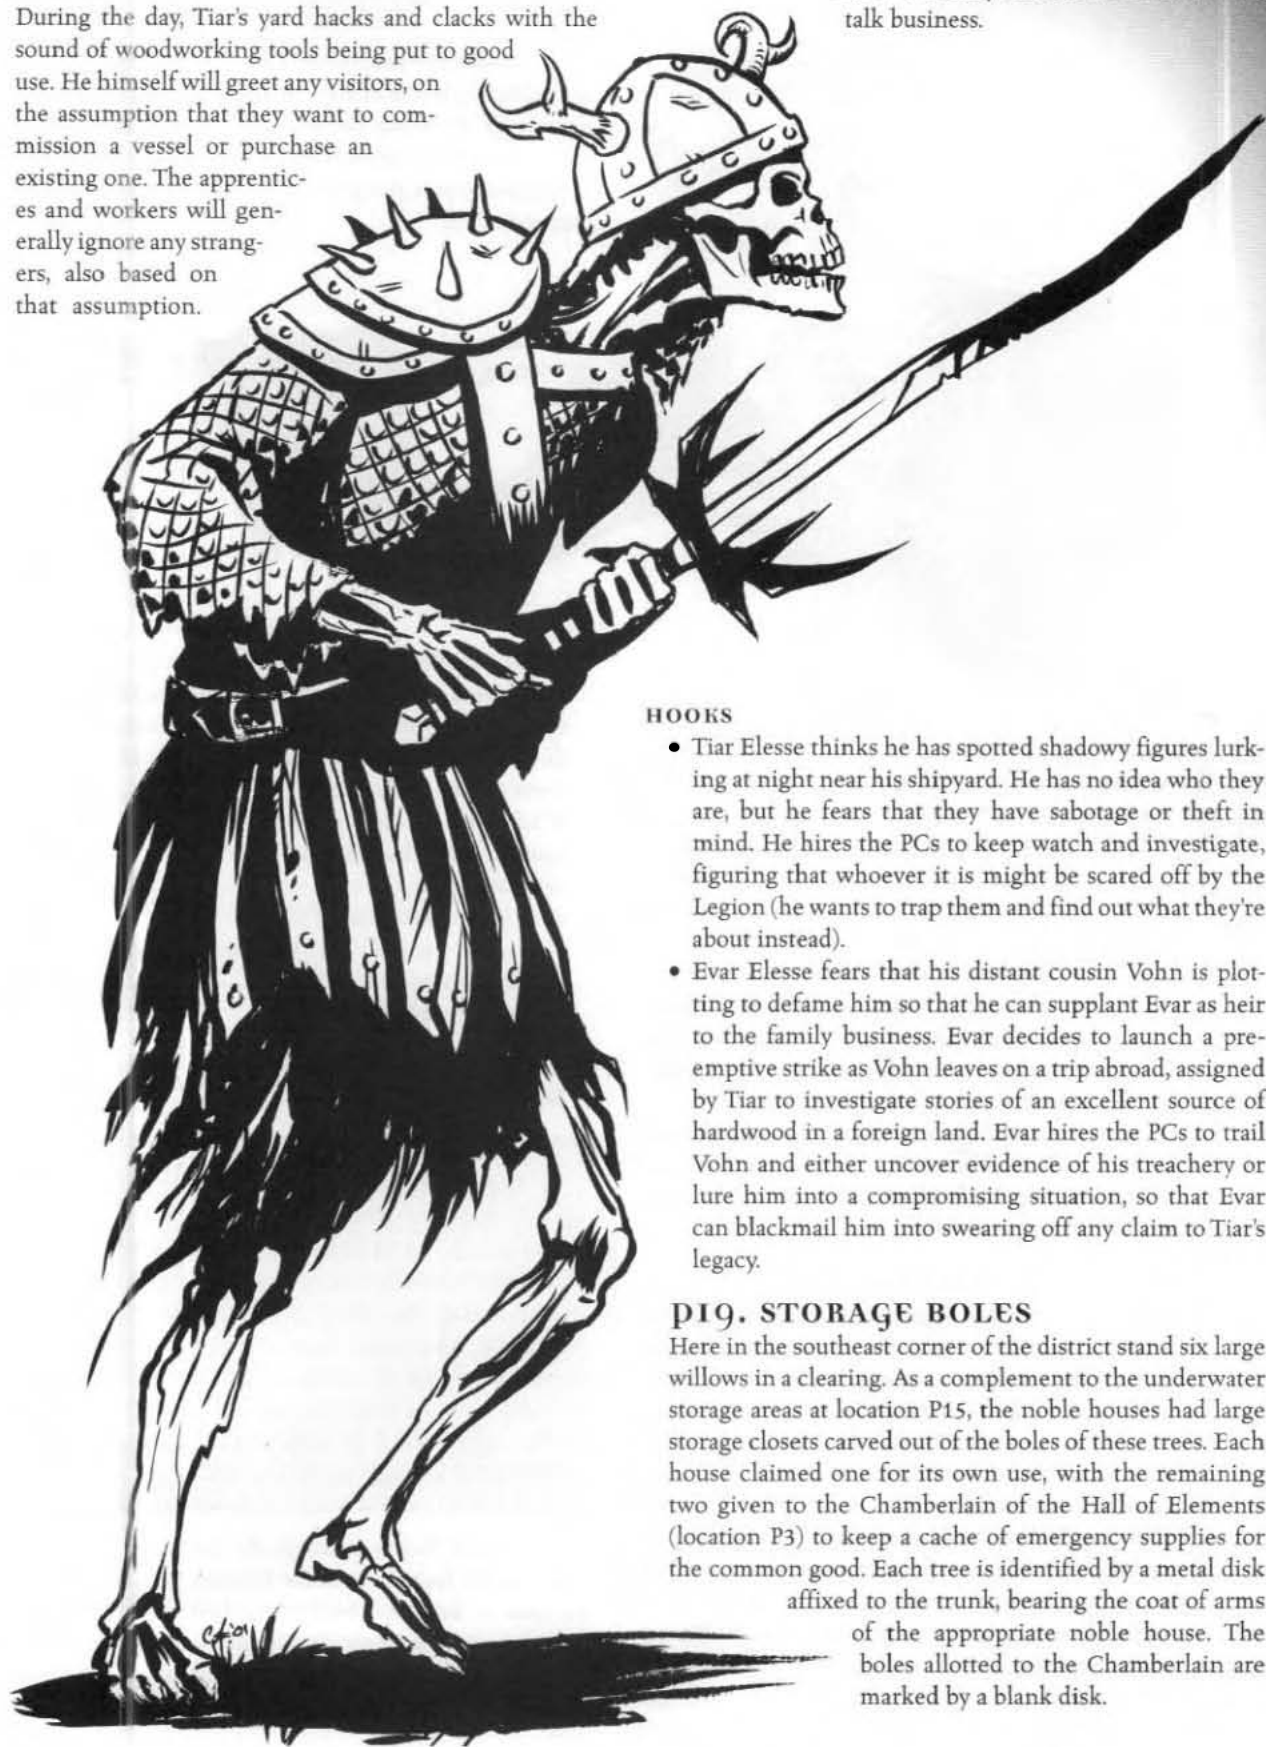 During the day, Tiar's yard hacks and clacks with the
sound of woodworking tools being put to good
use. He himself will greet any visitors, on
the assumption that they want to com-
mission a vessel or purchase an
existing one. The apprentic-
es and workers will gen-
erally ignore any strang-
ers, also based on
that assumption.
talk business.
HOOKS
• Tiar Elesse thinks he has spotted shadowy figures lurk-
ing at night near his shipyard. He has no idea who they
are, but he fears that they have sabotage or theft in
mind. He hires the PCs to keep watch and investigate,
figuring that whoever it is might be scared off by the
Legion (he wants to trap them and find out what they're
about instead).
• Evar Elesse fears that his distant cousin Vohn is plot-
ting to defame him so that he can supplant Evar as heir
to the family business. Evar decides to launch a pre-
emptive strike as Vohn leaves on a trip abroad, assigned
by Tiar to investigate stories of an excellent source of
hardwood in a foreign land. Evar hires the PCs to trail
Vohn and either uncover evidence of his treachery or
lure him into a compromising situation, so that Evar
can blackmail him into swearing off any claim to Tiar's
legacy.
P19. STORAGE BOLES
Here in the southeast corner of the district stand six large
willows in a clearing. As a complement to the underwater
storage areas at location P15, the noble houses had large
storage closets carved out of the boles of these trees. Each
house claimed one for its own use, with the remaining
two given to the Chamberlain of the Hall of Elements
(location P3) to keep a cache of emergency supplies for
the common good. Each tree is identified by a metal disk
affixed to the trunk, bearing the coat of arms
of the appropriate noble house. The
boles allotted to the Chamberlain are
marked by a blank disk.